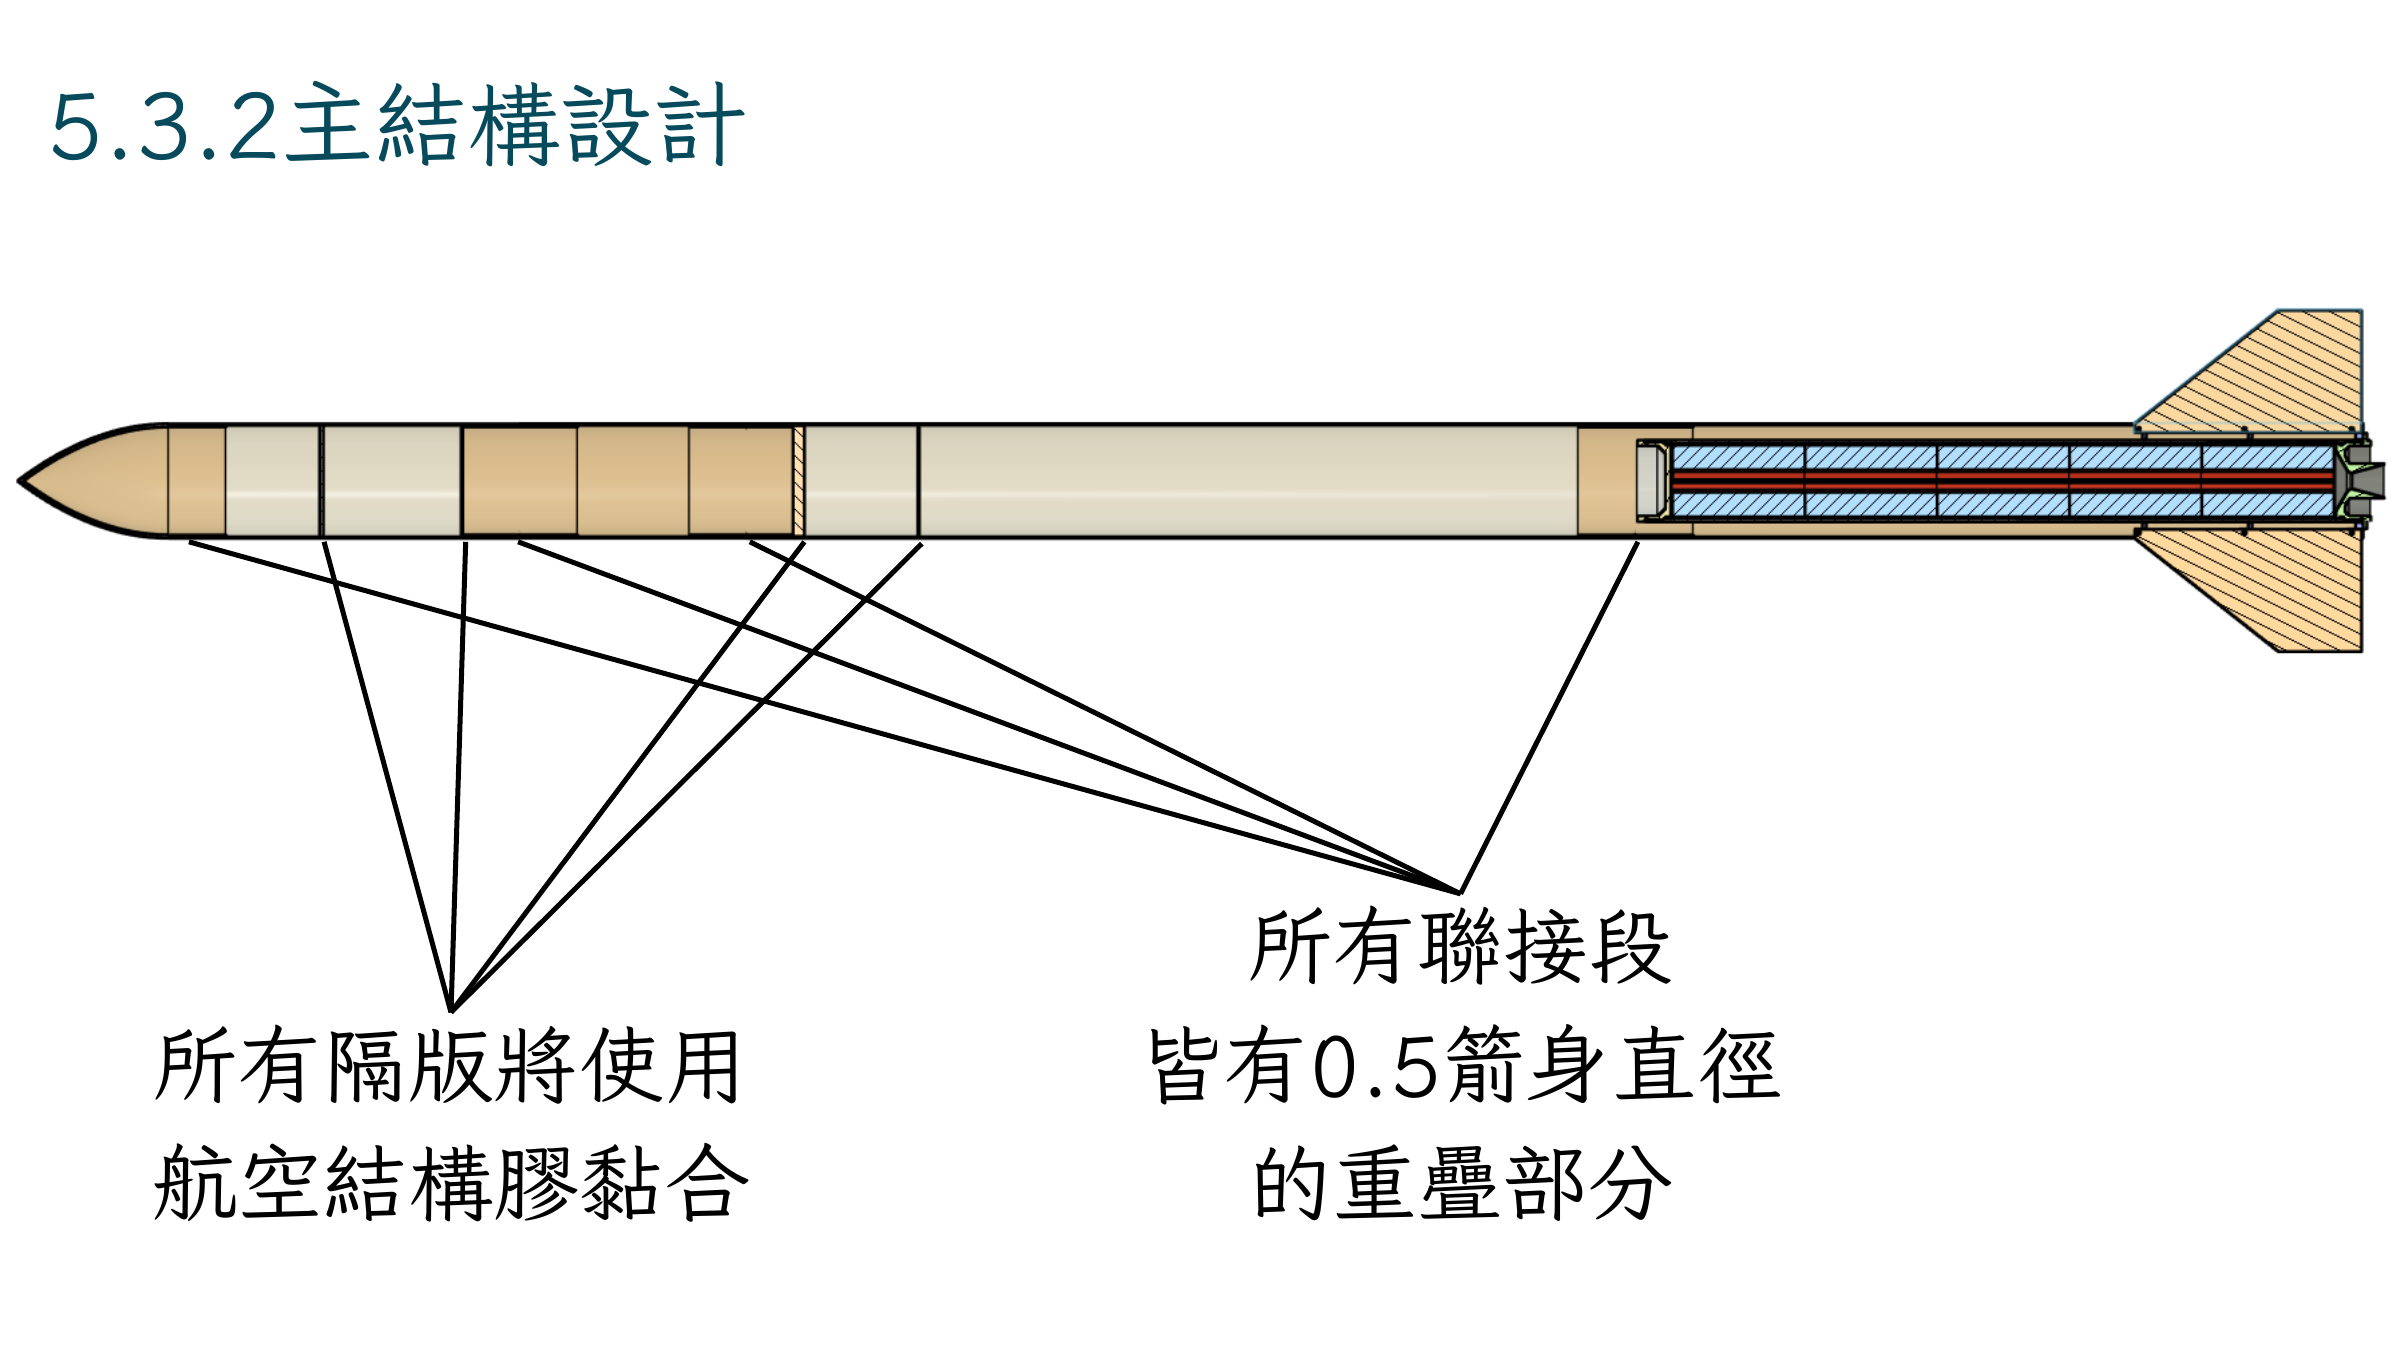 5.3.2主結構設計
所有聯接段
皆有0.5箭身直徑
的重疊部分
所有隔版將使用
航空結構膠黏合